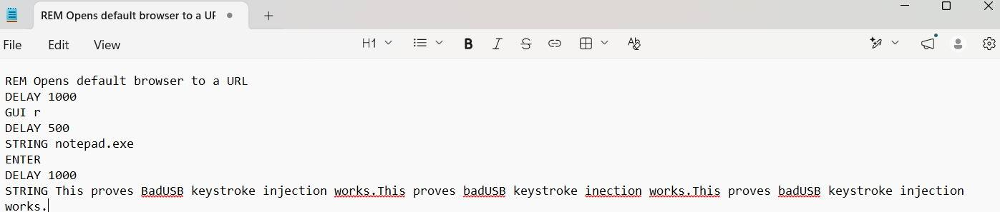 REM Opens default browser to a UF
File Edit View H1
REM Opens default browser to a URL
DELAY 1000
GUI r
DELAY 500
STRING notepad.exe
ENTER
DELAY 1000
STRING This proves BadUSB keystroke injection works.This proves badUSB keystroke inection works.This proves badUSB keystroke injection
works.